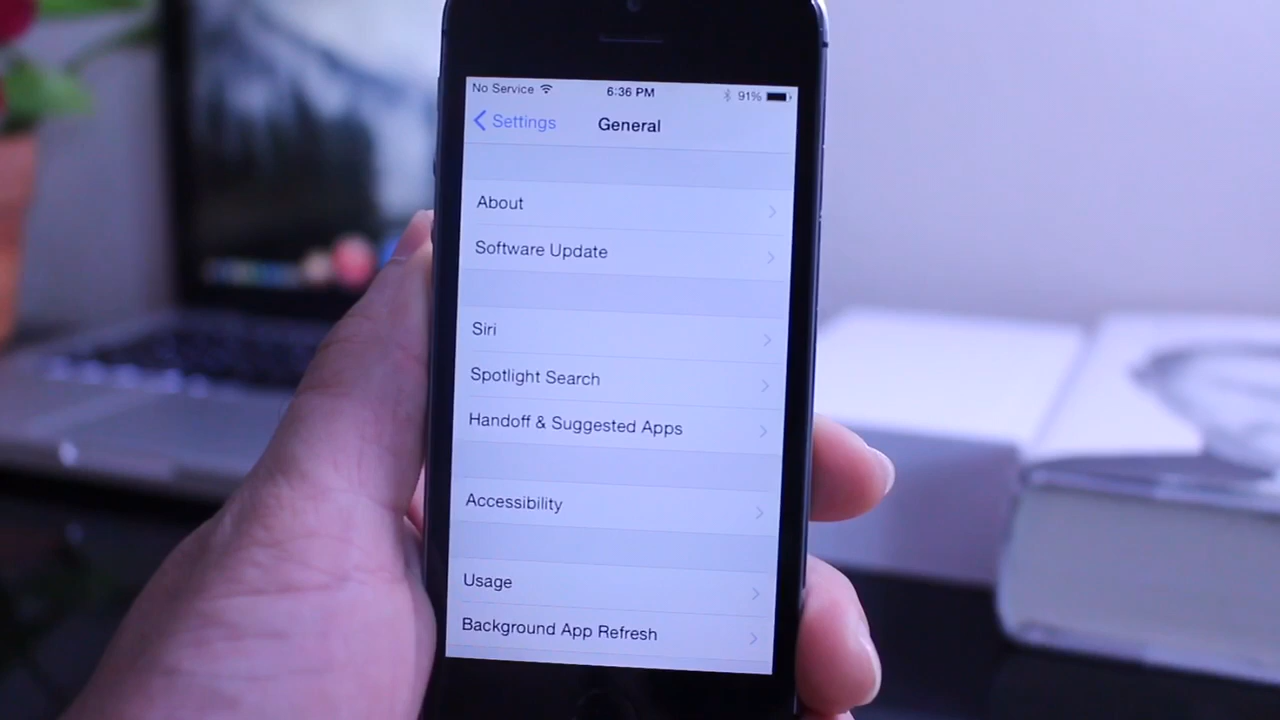 No Service 6:36 PM 91%
Settings General
About
Software Update
Siri
Spotlight Search
Handoff & Suggested Apps
Accessibility
Usage
Background App Refresh